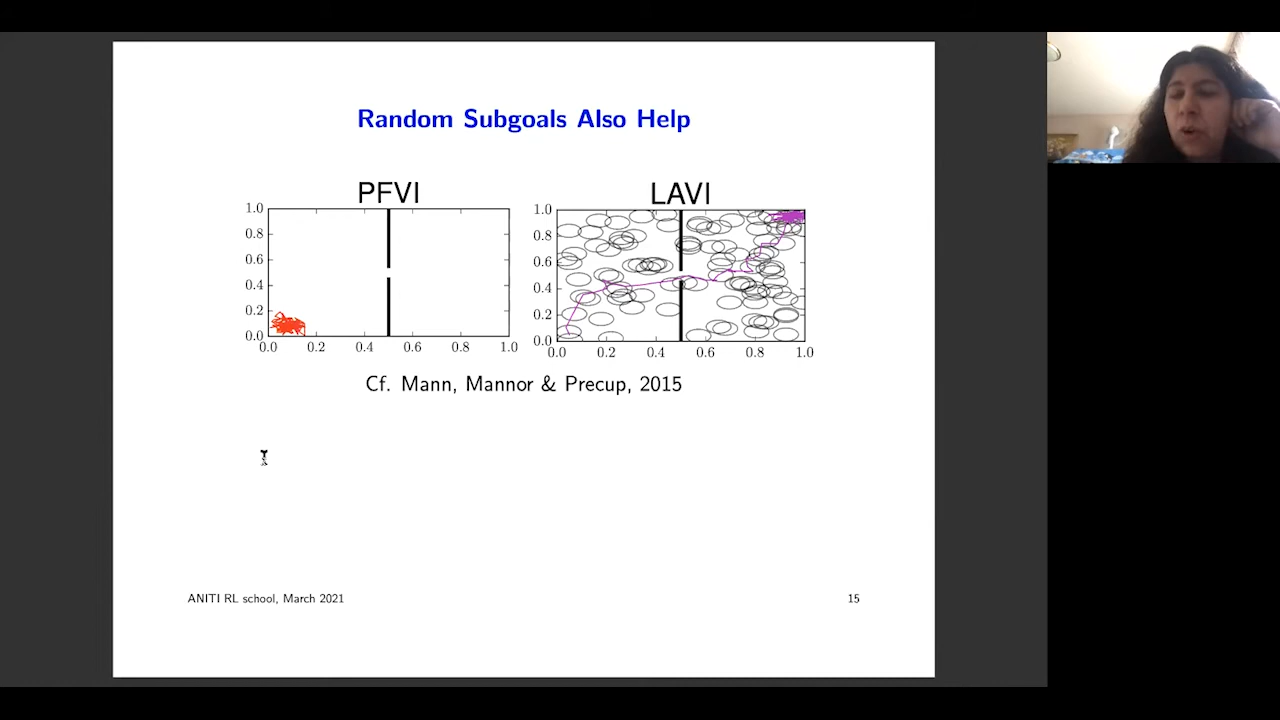 Random Subgoals Also Help
PFVI
1.0
0.8
0.6
0.4
0.2
0.0
0.0 0.2 0.4 0.6 0.8 1.0
LAVI
1.0
0.8
0.6
0.4
0.2
0.0
0.0 0.2 0.4 0.6 0.8 1.0
Cf. Mann, Mannor & Precup, 2015
ANITI RL school, March 2021
15